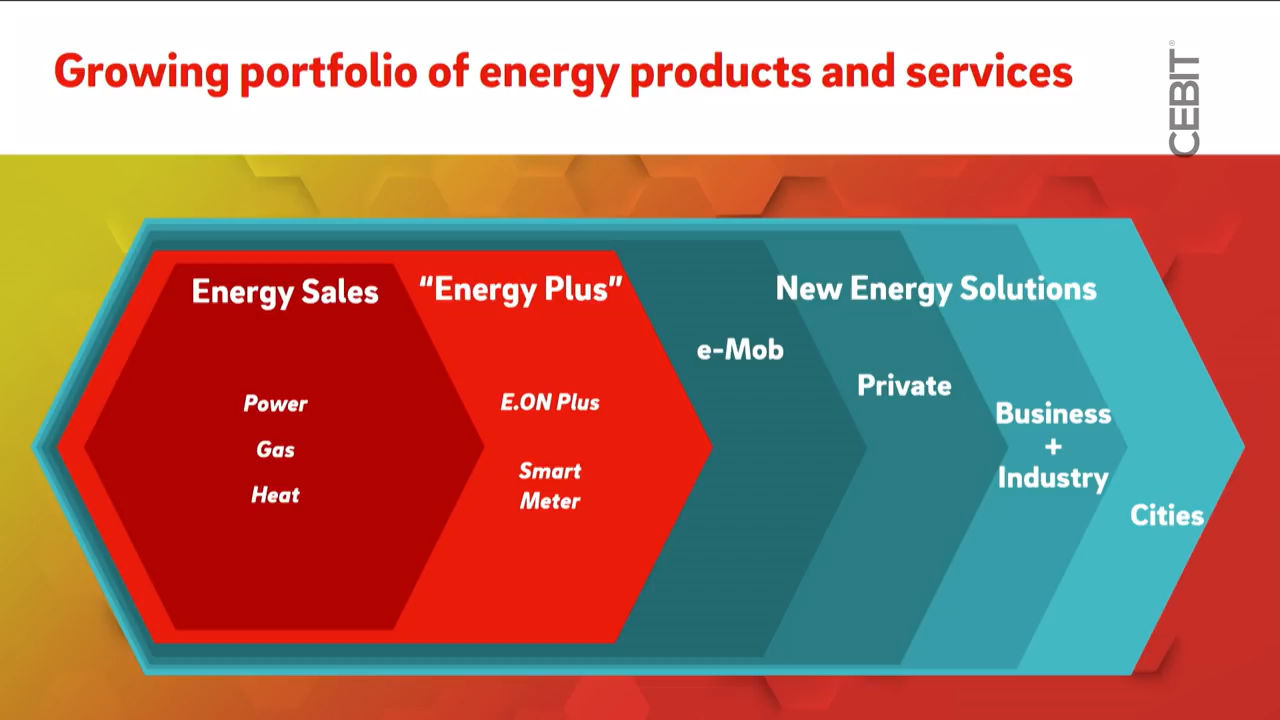 Growing portfolio of energy products and services
CEBIT®
Energy Sales
Power
Gas
Heat
“Energy Plus”
E.ON Plus
Smart
Meter
New Energy Solutions
e-Mob
Private
Business
+
Industry
Cities